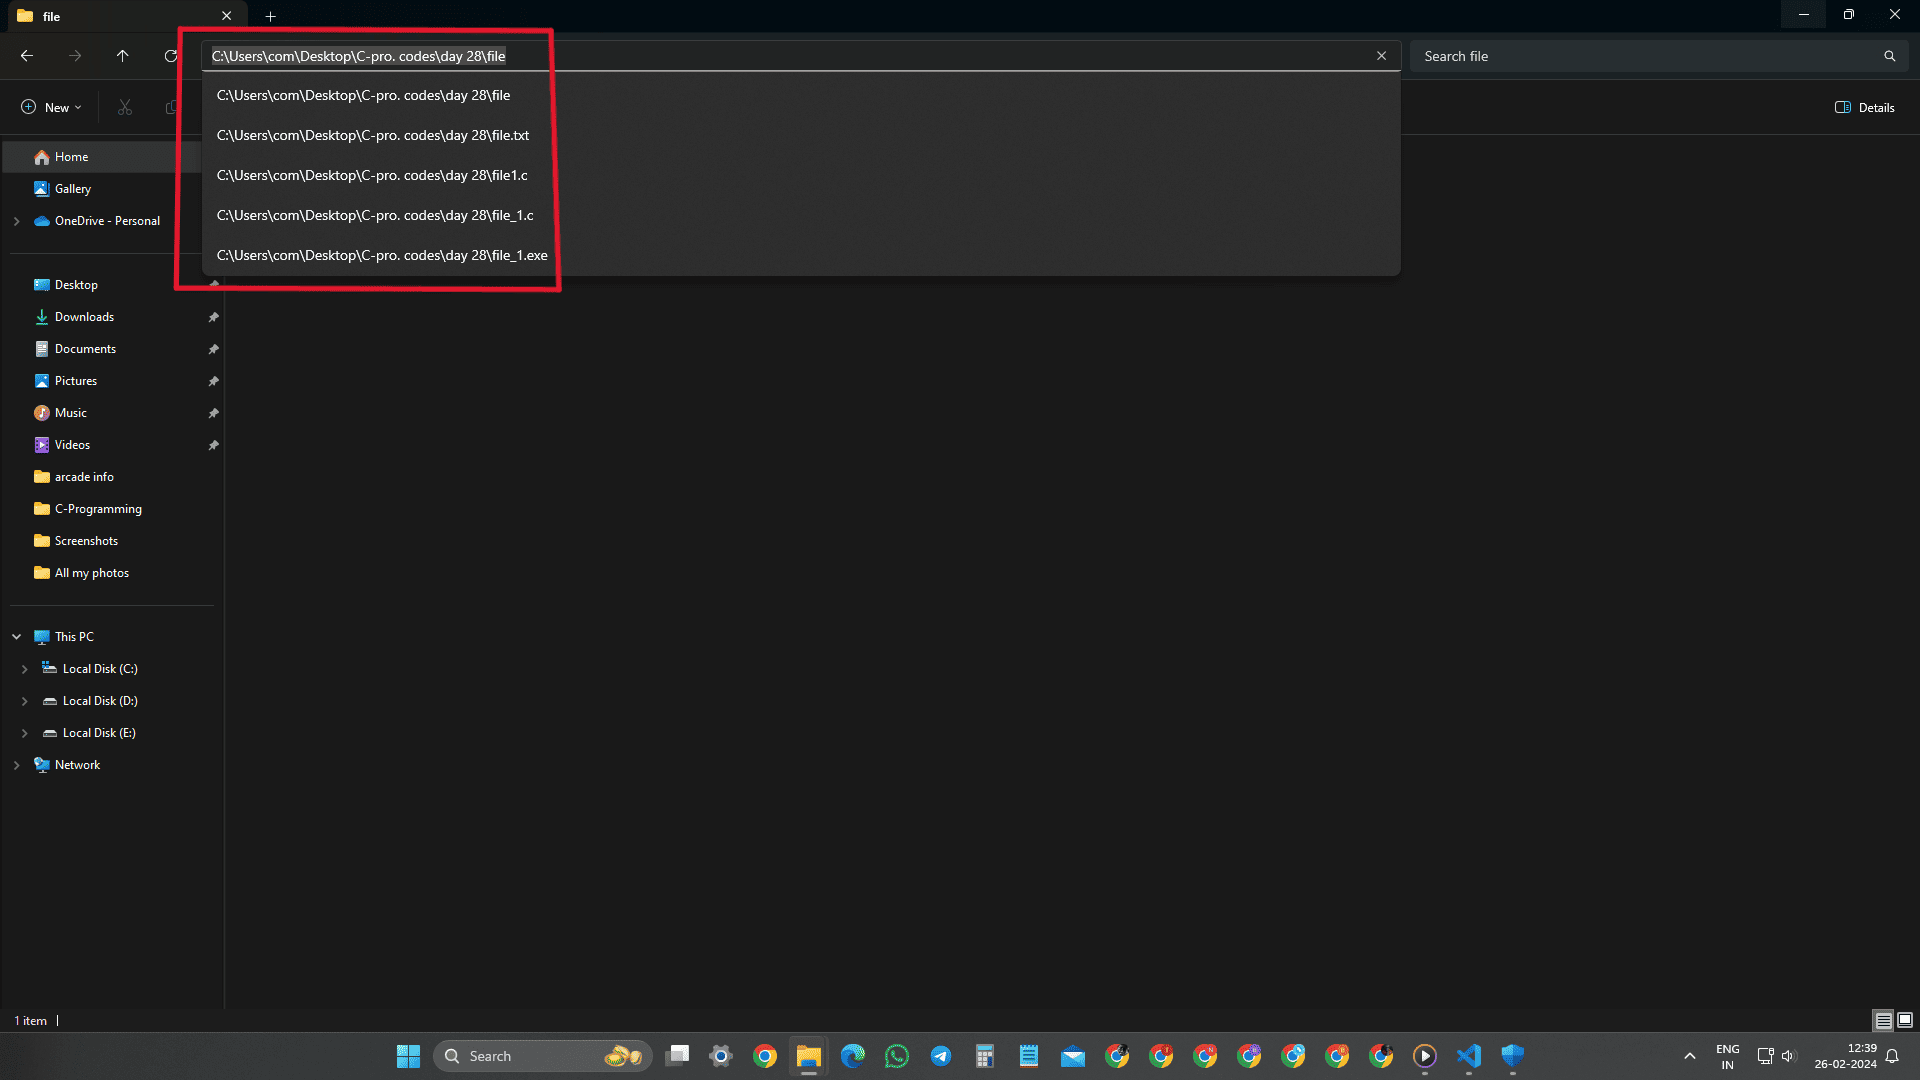 file
C:\Users\com\Desktop\C-pro. codes\day 28\file
Search file
C:\Users\com\Desktop\C-pro. codes\day 28\file
C:\Users\com\Desktop\C-pro. codes\day 28\file.txt
C:\Users\com\Desktop\C-pro. codes\day 28\file1.c
C:\Users\com\Desktop\C-pro. codes\day 28\file_1.c
C:\Users\com\Desktop\C-pro. codes\day 28\file_1.exe
New
Details
Home
Gallery
OneDrive - Personal
Desktop
Downloads
Documents
Pictures
Music
Videos
arcade info
C-Programming
Screenshots
All my photos
This PC
Local Disk (C:)
Local Disk (D:)
Local Disk (E:)
Network
1 item
Search
ENG
IN
12:39
26-02-2024